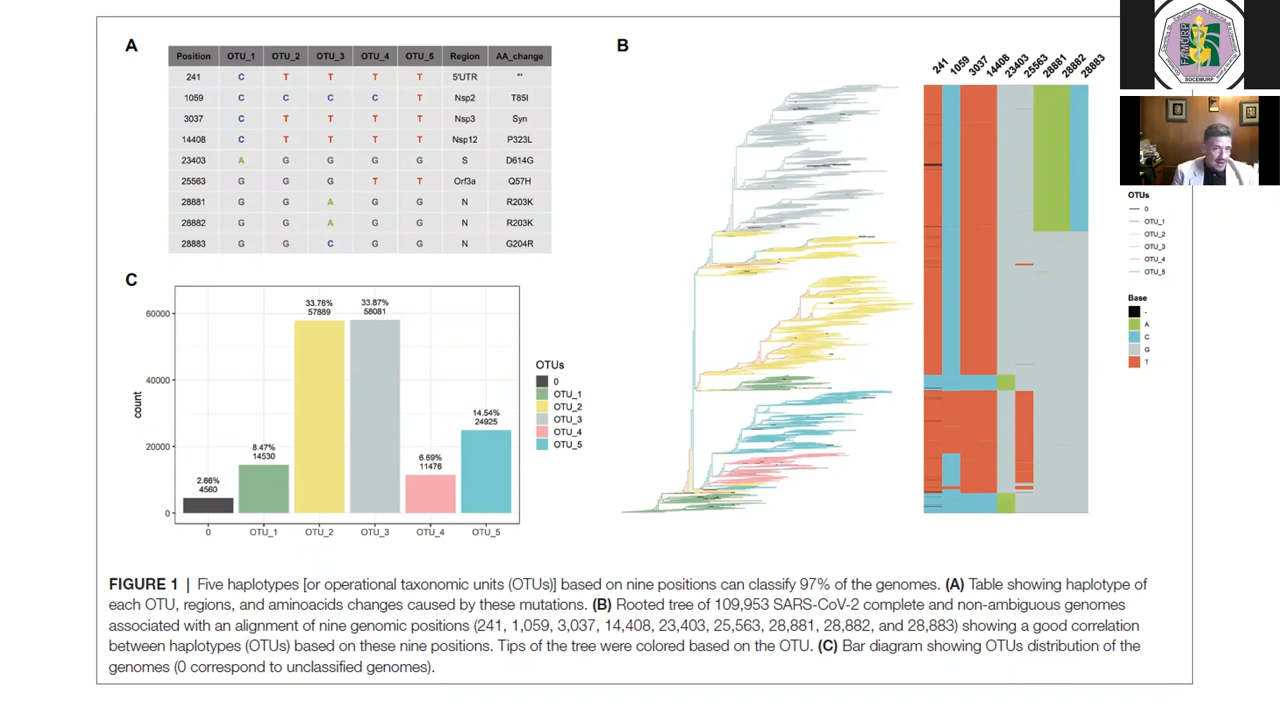 A
Position OTU_1 OTU_2 OTU_3 OTU_4 OTU_5 Region AA_change
241 C T T T T 5'UTR "'
1059 C C C C T Nsp2 T85I
3037 C T T T T Nsp3 Syn
14408 C T T T T Nsp12 P323L
23403 A G G G G S D614G
25563 G G G T T Orf3a Q57H
28881 G G A G G N R203K
28882 G G A G G N R203K
28883 G G C G G N G204R
B
241 1059 3037 14408 23403 25563 28881 28882 28883
OTUs
0
OTU_1
OTU_2
OTU_3
OTU_4
OTU_5
Base
-
A
C
G
T
C
count
60000
40000
20000
0
2.66%
4560
8.47%
14530
33.76%
57889
33.87%
58081
6.69%
11476
14.54%
24925
0 OTU_1 OTU_2 OTU_3 OTU_4 OTU_5
OTUs
0
OTU_1
OTU_2
OTU_3
OTU_4
OTU_5
FIGURE 1 | Five haplotypes [or operational taxonomic units (OTUs)] based on nine positions can classify 97% of the genomes. (A) Table showing haplotype of
each OTU, regions, and aminoacids changes caused by these mutations. (B) Rooted tree of 109,953 SARS-CoV-2 complete and non-ambiguous genomes
associated with an alignment of nine genomic positions (241, 1,059, 3,037, 14,408, 23,403, 25,563, 28,881, 28,882, and 28,883) showing a good correlation
between haplotypes (OTUs) based on these nine positions. Tips of the tree were colored based on the OTU. (C) Bar diagram showing OTUs distribution of the
genomes (0 correspond to unclassified genomes).
FAMURP
SOCEMURP